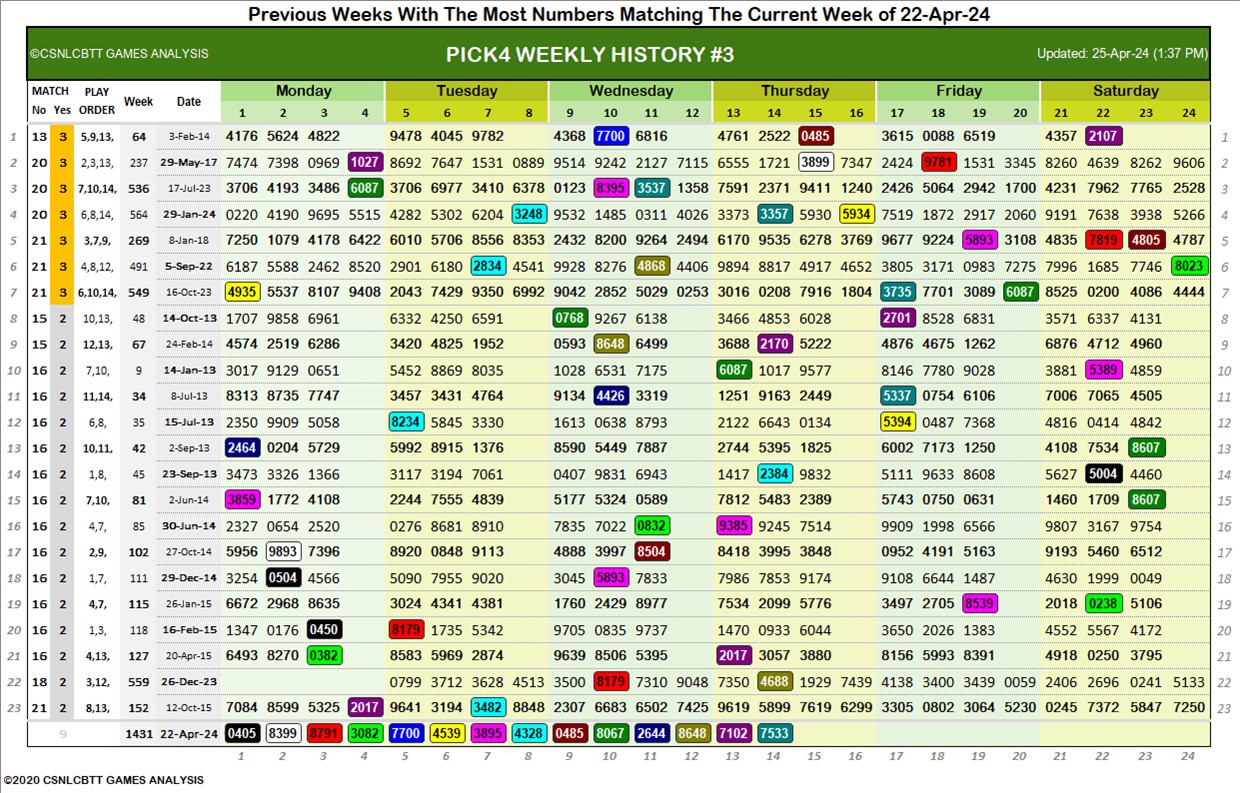 Previous Weeks With The Most Numbers Matching The Current Week of 22-Apr-24
©CSNLCBTT GAMES ANALYSIS PICK4 WEEKLY HISTORY #3 Updated: 25-Apr-24 (1:37 PM)
MATCH PLAY Week Date Monday Tuesday Wednesday Thursday Friday Saturday
No Yes ORDER 1 2 3 4 5 6 7 8 9 10 11 12 13 14 15 16 17 18 19 20 21 22 23 24
1 13 3 5,9,13, 64 3-Feb-14 4176 5624 4822 9478 4045 9782 4368 7700 6816 4761 2522 0485 3615 0088 6519 4357 2107 1
2 20 3 2,3,13, 237 29-May-17 7474 7398 0969 1027 8692 7647 1531 0889 9514 9242 2127 7115 6555 1721 3899 7347 2424 9781 1531 3345 8260 4639 8262 9606 2
3 20 3 7,10,14, 536 17-Jul-23 3706 4193 3486 6087 3706 6977 3410 6378 0123 8395 3537 1358 7591 2371 9411 1240 2426 5064 2942 1700 4231 7962 7765 2528 3
4 20 3 6,8,14, 564 29-Jan-24 0220 4190 9695 5515 4282 5302 6204 3248 9532 1485 0311 4026 3373 3357 5930 5934 7519 1872 2917 2060 9191 7638 3938 5266 4
5 21 3 3,7,9, 269 8-Jan-18 7250 1079 4178 6422 6010 5706 8556 8353 2432 8200 9264 2494 6170 9535 6278 3769 9677 9224 5893 3108 4835 7819 4805 4787 5
6 21 3 4,8,12, 491 5-Sep-22 6187 5588 2462 8520 2901 6180 2834 4541 9928 8276 4868 4406 9894 8817 4917 4652 3805 3171 0983 7275 7996 1685 7746 8023 6
7 21 3 6,10,14, 549 16-Oct-23 4935 5537 8107 9408 2043 7429 5950 6992 9042 2852 5029 0253 3016 0208 7916 1804 3735 7701 3089 6087 8525 0200 4086 4444 7
8 15 2 10,13, 48 14-Oct-13 1707 9858 6961 6332 4250 6591 0768 9267 6138 3466 4853 6028 2701 8528 6831 3571 6337 4131 8
9 15 2 12,13, 67 24-Feb-14 4574 2519 6286 3420 4825 1952 0593 8648 6499 3688 2170 5222 4876 4675 1262 6876 4712 4960 9
10 16 2 7,10, 9 14-Jan-13 3017 9129 0651 5452 8869 8035 1028 6531 7175 6087 1017 9577 8146 7780 9028 3881 5389 4859 10
11 16 2 11,14, 34 8-Jul-13 8313 8735 7747 3457 3431 4764 9134 4426 3319 1251 9163 2449 5337 0754 6106 7006 7065 4505 11
12 16 2 6,8, 35 15-Jul-13 2350 9909 5058 8234 5845 3330 1613 0638 8793 2122 6643 0134 5394 0487 7368 4816 0414 4842 12
13 16 2 10,11, 42 2-Sep-13 2464 0204 5729 5992 8915 1376 8590 5449 7887 2744 5395 1825 6002 7173 1250 4108 7534 8607 13
14 16 2 1,8, 45 23-Sep-13 3473 3326 1366 3117 3194 7061 0407 9831 6943 1417 2384 9832 5111 9633 8608 5627 5004 4460 14
15 16 2 7,10, 81 2-Jun-14 3859 1772 4108 2244 7555 4839 5177 5324 0589 7812 5483 2389 5743 0750 0631 1460 1709 8607 15
16 16 2 4,7, 85 30-Jun-14 2327 0654 2520 0276 8681 8910 7835 7022 0832 9385 9245 7514 9909 1998 6566 9807 3167 9754 16
17 16 2 2,9, 102 27-Oct-14 5956 9893 7396 8920 0848 9113 4888 3997 8504 8418 3995 3848 0952 4191 5163 9193 5460 6512 17
18 16 2 1,7, 111 29-Dec-14 3254 0504 4566 5090 7955 9020 3045 5893 7833 7986 7853 9174 9108 6644 1487 4630 1999 0049 18
19 16 2 4,7, 115 26-Jan-15 6672 2968 8635 3024 4341 4381 1760 2429 8977 7534 2099 5776 3497 2705 8539 2018 0238 5106 19
20 16 2 1,3, 118 16-Feb-15 1347 0176 0450 8179 1735 5342 9705 0835 9737 1470 0933 6044 3650 2026 1383 4552 5567 4172 20
21 16 2 4,13, 127 20-Apr-15 6493 8270 0382 8583 5969 2874 9639 8506 5395 2017 3057 3880 8156 5993 8391 4918 0250 3795 21
22 18 2 3,12, 559 26-Dec-23 0799 3712 3628 4513 3500 8179 7310 9048 7350 4688 1929 7439 4138 3400 3439 0059 2406 2696 0241 5133 22
23 21 2 8,13, 152 12-Oct-15 7084 8599 5325 2017 9641 3194 3482 8848 2307 6683 6502 7425 9619 5899 7619 6299 3305 0802 3064 5230 0245 7372 5847 7250 23
9 1431 22-Apr-24 0405 8399 8791 3082 7700 4539 3895 4328 0485 8067 2644 8648 7102 7533
1 2 3 4 5 6 7 8 9 10 11 12 13 14 15 16 17 18 19 20 21 22 23 24
©2020 CSNLCBTT GAMES ANALYSIS